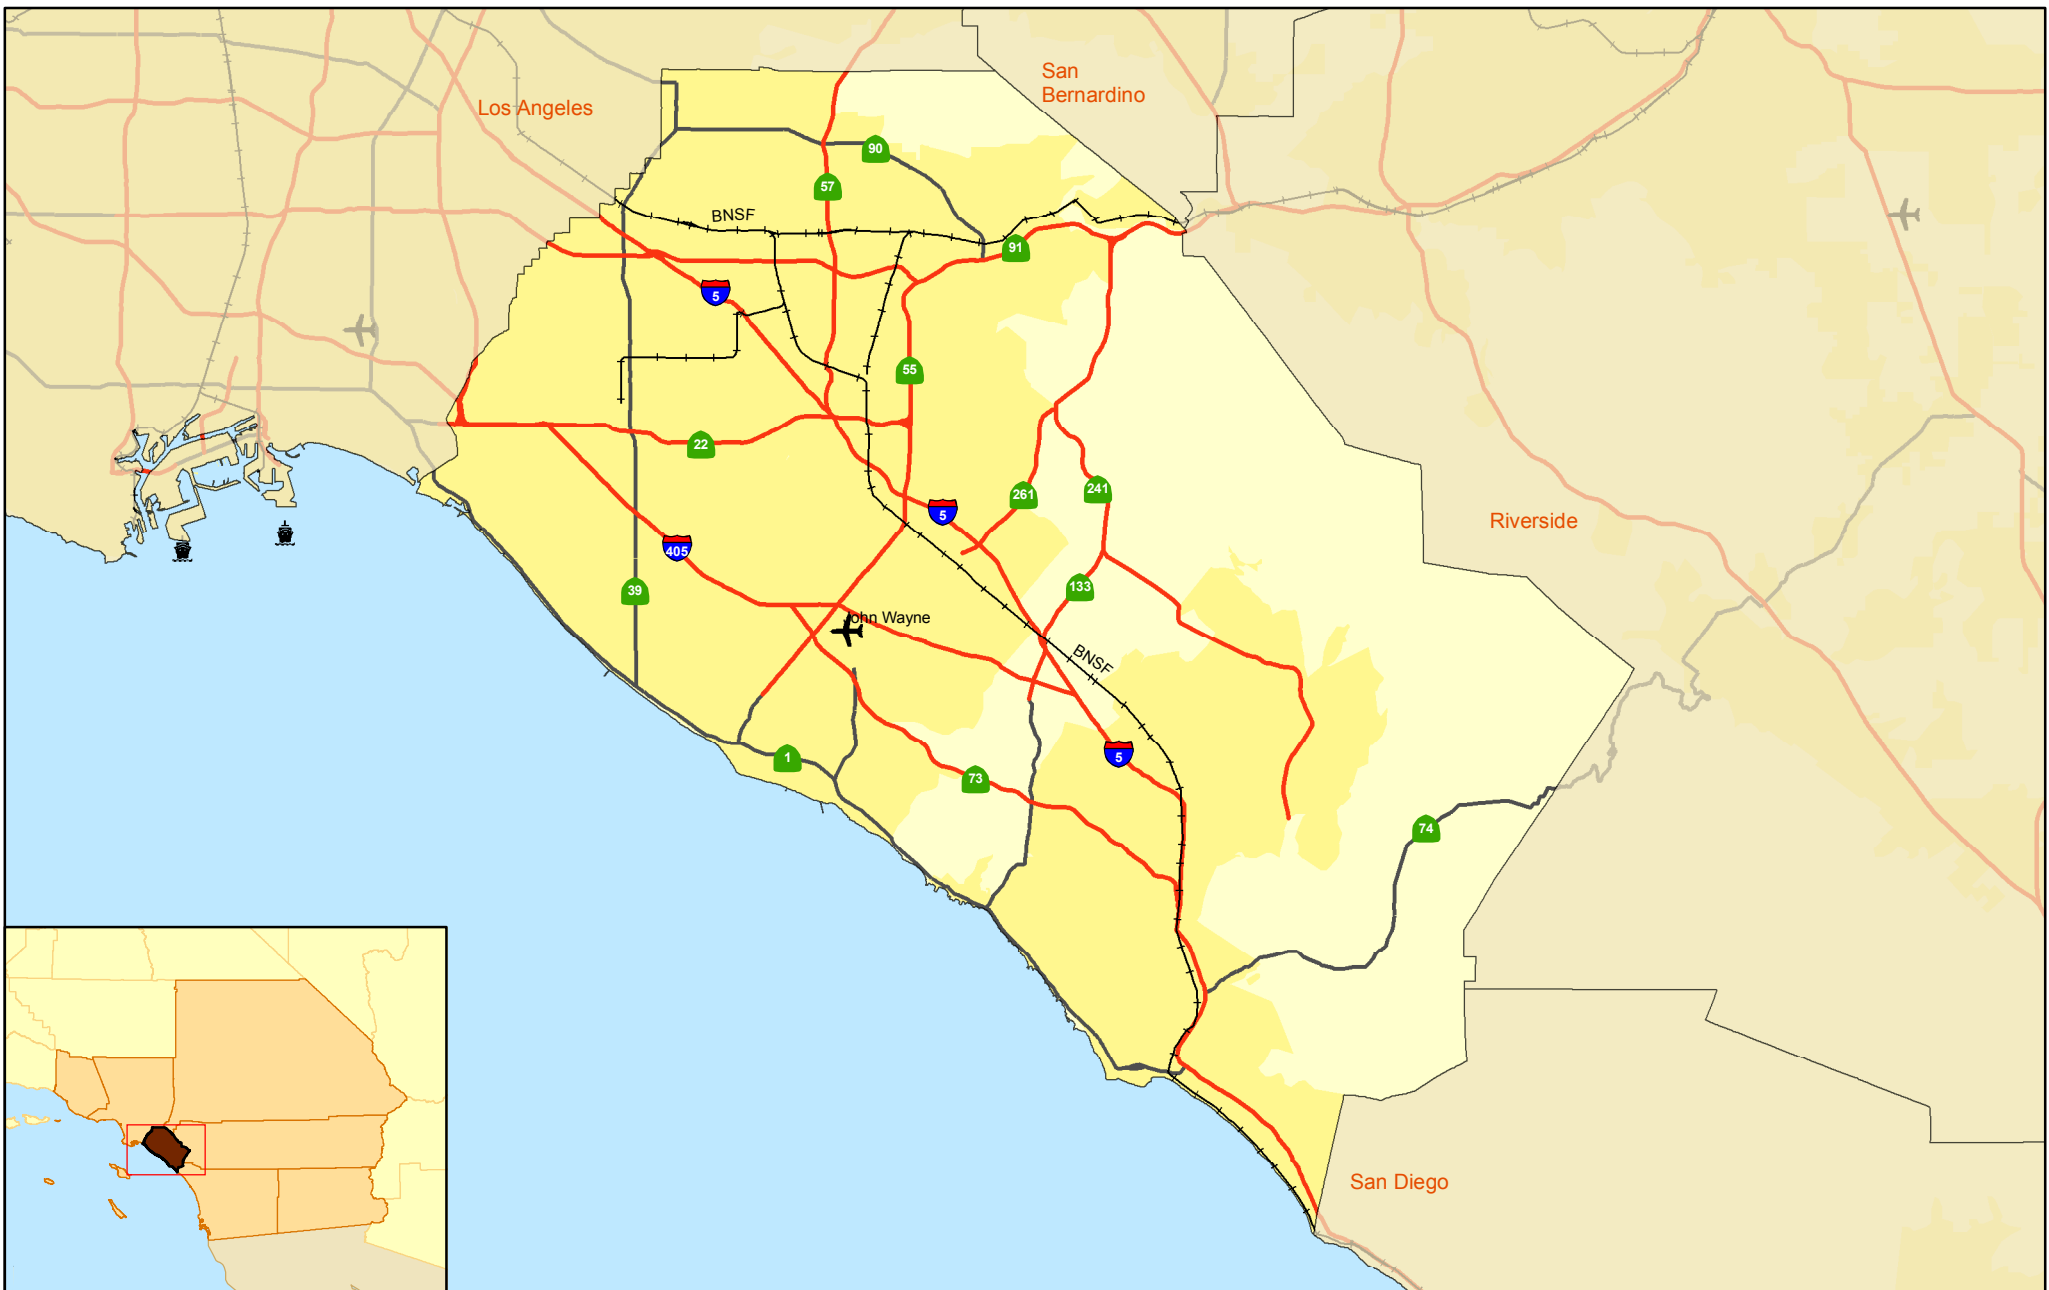 San
Bernardino
Los Angeles
90
57
BNSF
91
5
55
22
261
241
5
405
133
39
John Wayne
BNSF
1
73
5
74
Riverside
San Diego